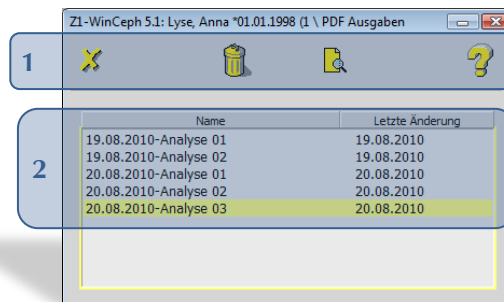 Z1-WinCeph 5.1: Lyse, Anna *01.01.1998 (1 \ PDF Ausgaben
1
2
Name Letzte Änderung
19.08.2010-Analyse 01 19.08.2010
19.08.2010-Analyse 02 19.08.2010
20.08.2010-Analyse 01 20.08.2010
20.08.2010-Analyse 02 20.08.2010
20.08.2010-Analyse 03 20.08.2010